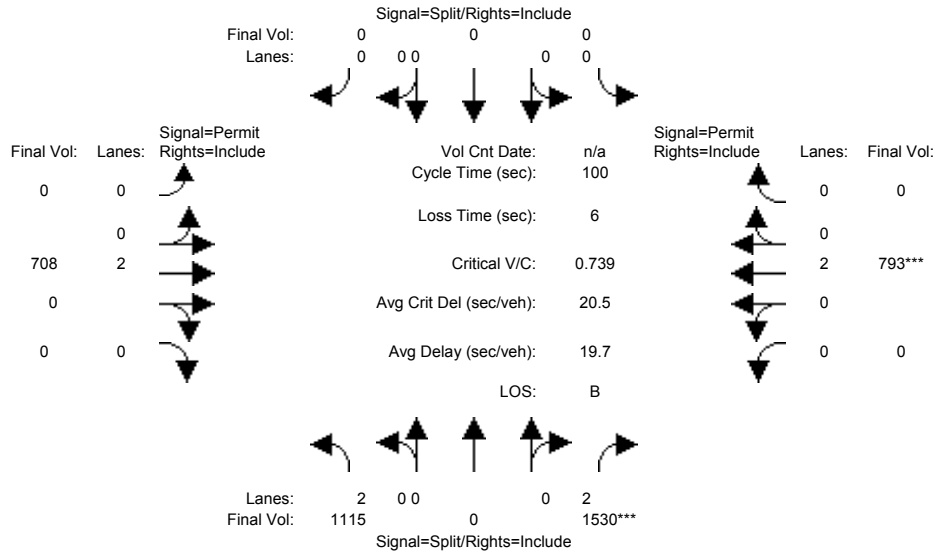 Signal=Split/Rights=Include
Final Vol: 0 0 0
Lanes: 0 0 0 0 0
Signal=Permit Signal=Permit
Final Vol: Lanes: Rights=Include Vol Cnt Date: n/a Rights=Include Lanes: Final Vol:
Cycle Time (sec): 100
0 0 0 0
Loss Time (sec): 6
0 0
708 2 Critical V/C: 0.739 2 793***
0 Avg Crit Del (sec/veh): 20.5 0
0 0 Avg Delay (sec/veh): 19.7 0 0
LOS: B
Lanes: 2 0 0 0 2
Final Vol: 1115 0 1530***
Signal=Split/Rights=Include